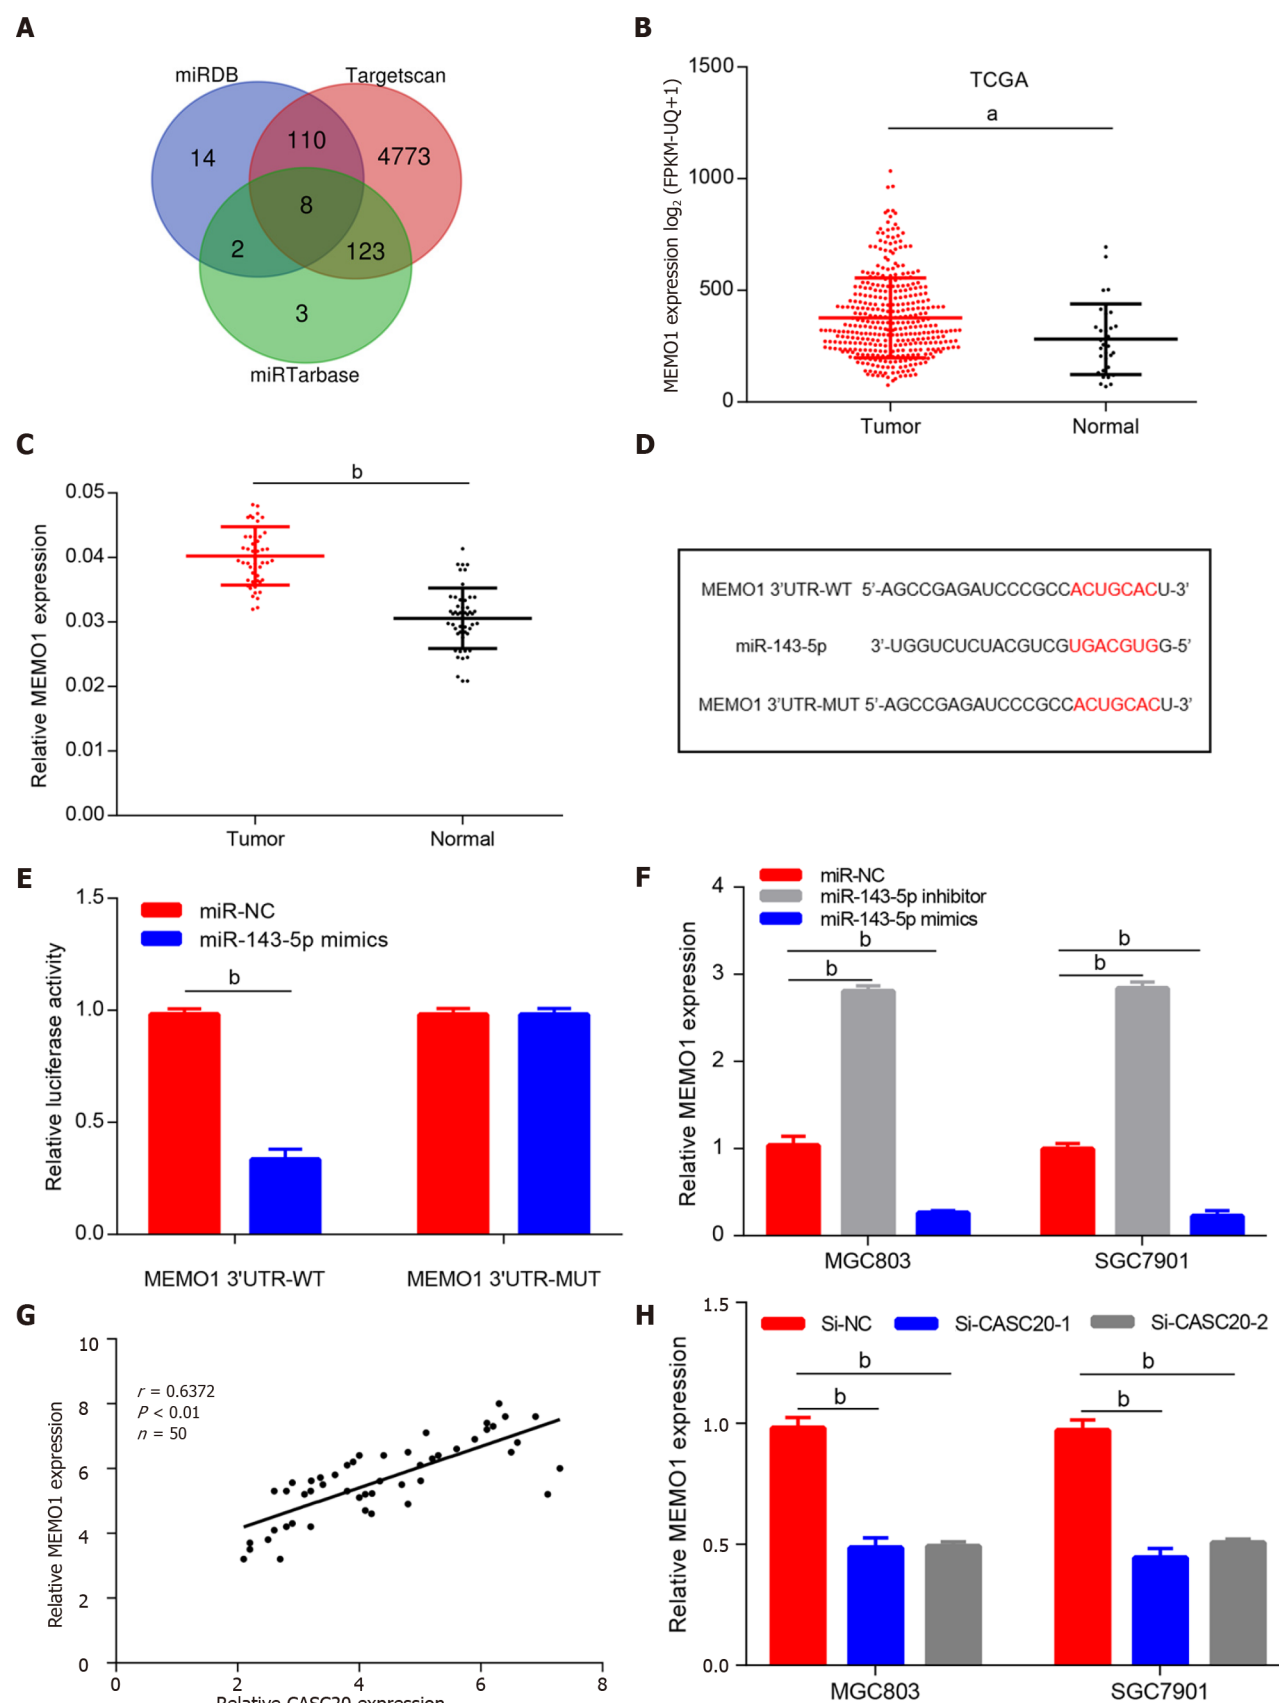 A
miRDB
Targetscan
14
110
4773
8
2
123
3
miRTarbase
B
TCGA
a
MEMO1 expression log₂ (FPKM-UQ+1)
1500
1000
500
0
Tumor
Normal
C
b
Relative MEMO1 expression
0.05
0.04
0.03
0.02
0.01
0.00
Tumor
Normal
D
MEMO1 3'UTR-WT 5'-AGCCGAGAUCCCGCCACUGCACU-3'
miR-143-5p 3'-UGGUCUCUACGUCGUGACGUGG-5'
MEMO1 3'UTR-MUT 5'-AGCCGAGAUCCCGCCACUGCACU-3'
E
miR-NC
miR-143-5p mimics
b
Relative luciferase activity
1.5
1.0
0.5
0.0
MEMO1 3'UTR-WT
MEMO1 3'UTR-MUT
F
miR-NC
miR-143-5p inhibitor
miR-143-5p mimics
b
b
b
b
Relative MEMO1 expression
4
3
2
1
0
MGC803
SGC7901
G
r = 0.6372
P < 0.01
n = 50
Relative MEMO1 expression
10
8
6
4
2
0
0
2
4
6
8
Relative CASC20 expression
H
Si-NC
Si-CASC20-1
Si-CASC20-2
b
b
b
b
Relative MEMO1 expression
1.5
1.0
0.5
0.0
MGC803
SGC7901